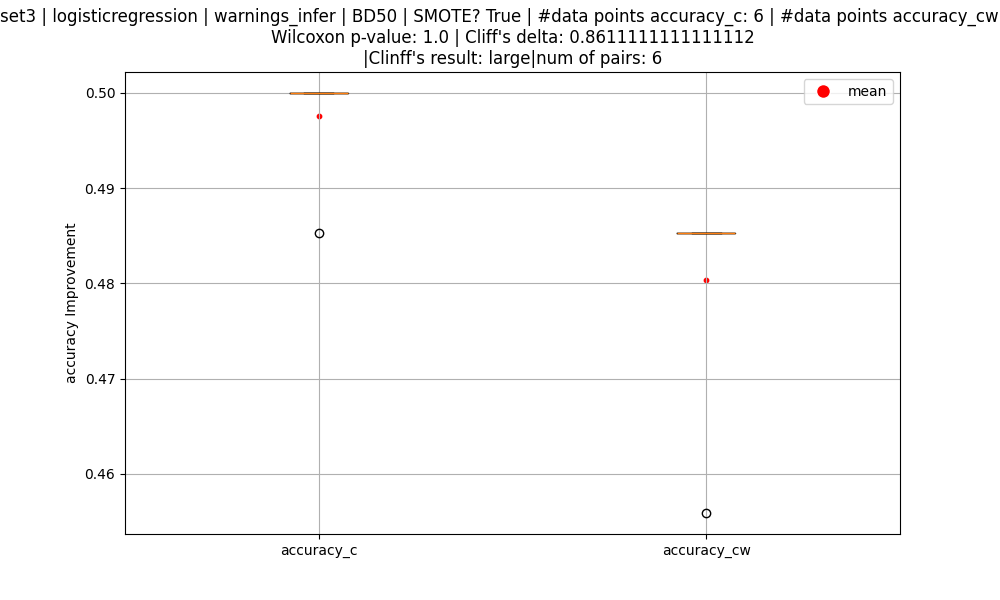 set3 | logisticregression | warnings_infer | BD50 | SMOTE? True | #data points accuracy_c: 6 | #data points accuracy_cw
Wilcoxon p-value: 1.0 | Cliff's delta: 0.8611111111111112
|Clinff's result: large|num of pairs: 6
mean
0.50
0.49
0.48
0.47
0.46
accuracy Improvement
accuracy_c
accuracy_cw